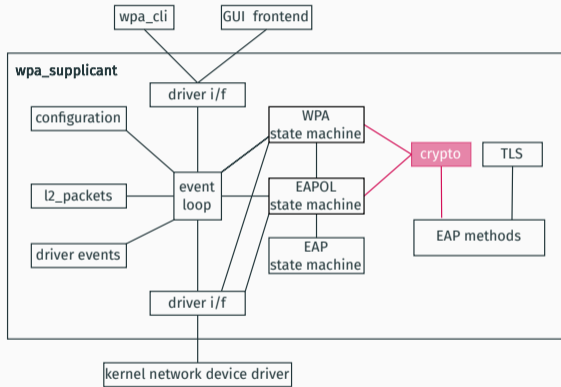 wpa_cli
GUI frontend
wpa_supplicant
driver i/f
configuration
WPA
state machine
crypto
TLS
event
loop
l2_packets
EAPOL
state machine
EAP methods
driver events
EAP
state machine
driver i/f
kernel network device driver